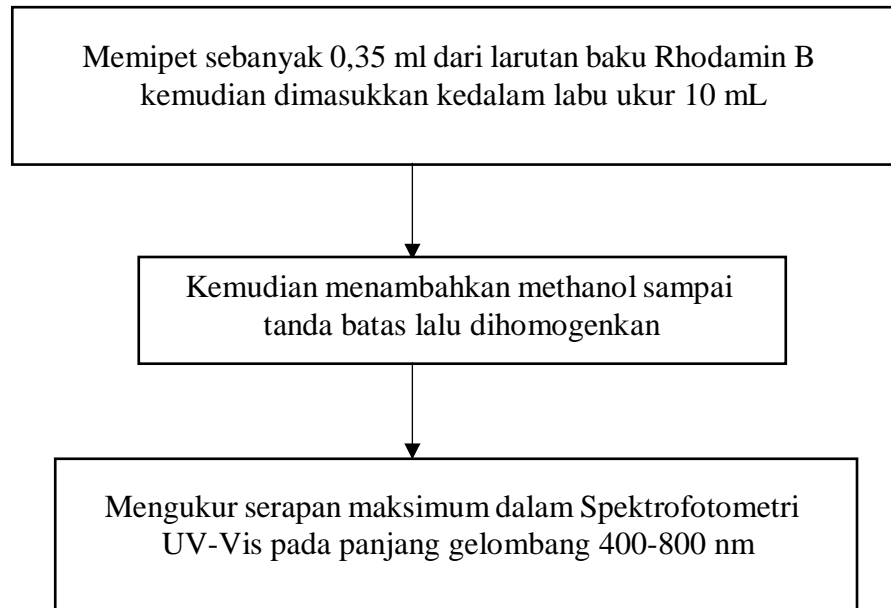 Memipet sebanyak 0,35 ml dari larutan baku Rhodamin B
kemudian dimasukkan kedalam labu ukur 10 mL
Kemudian menambahkan methanol sampai
tanda batas lalu dihomogenkan
Mengukur serapan maksimum dalam Spektrofotometri
UV-Vis pada panjang gelombang 400-800 nm